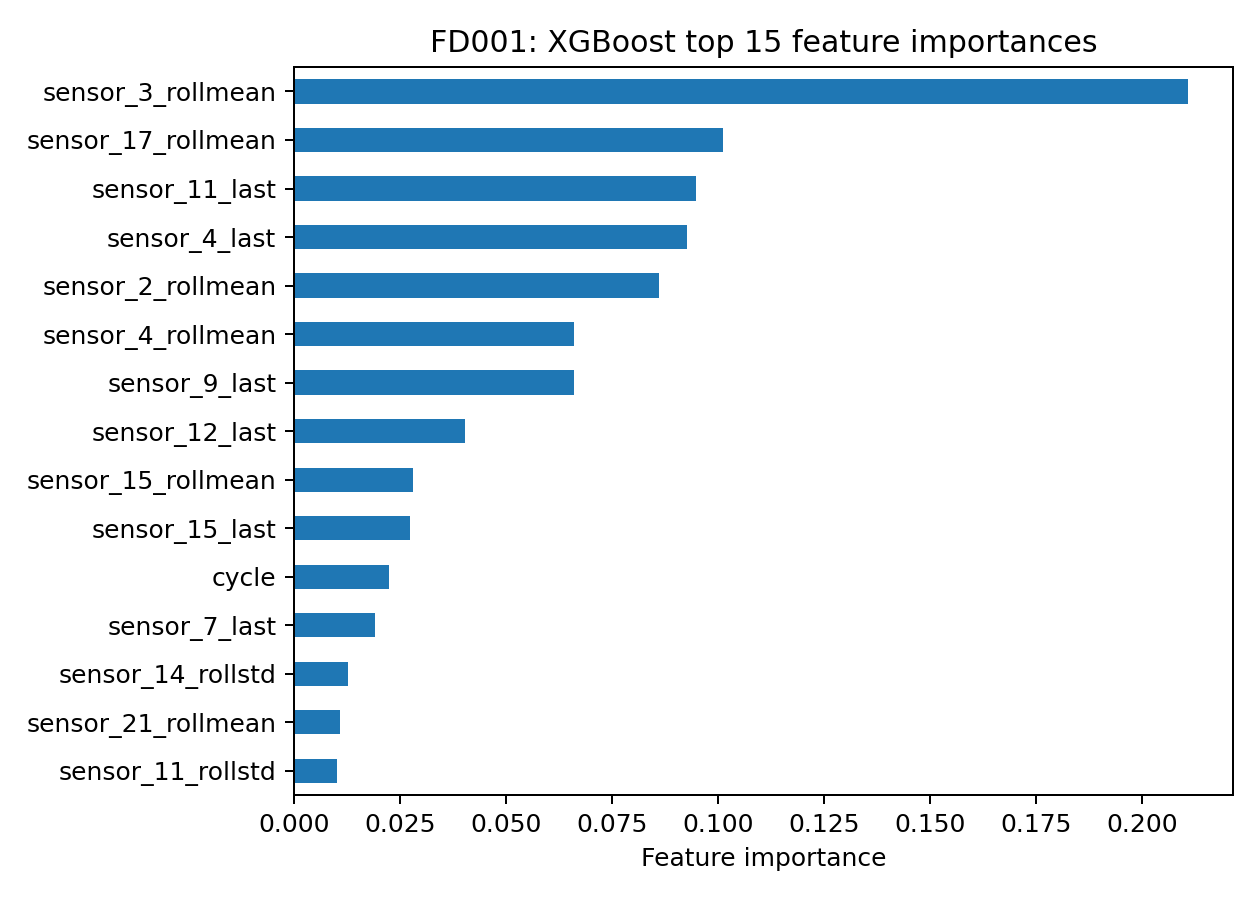 FD001: XGBoost top 15 feature importances
sensor_3_rollmean
sensor_17_rollmean
sensor_11_last
sensor_4_last
sensor_2_rollmean
sensor_4_rollmean
sensor_9_last
sensor_12_last
sensor_15_rollmean
sensor_15_last
cycle
sensor_7_last
sensor_14_rollstd
sensor_21_rollmean
sensor_11_rollstd
0.000 0.025 0.050 0.075 0.100 0.125 0.150 0.175 0.200
Feature importance